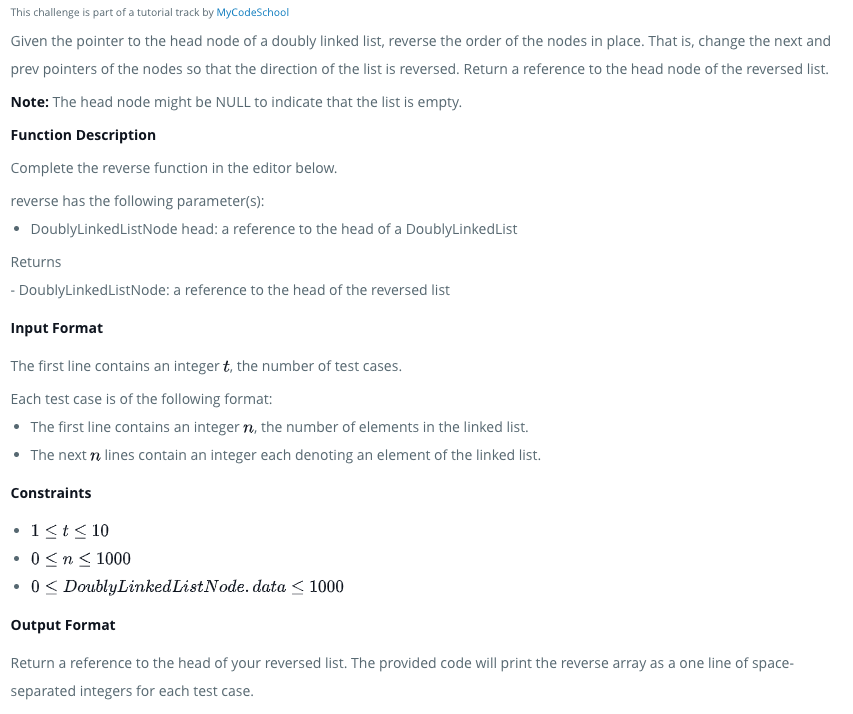 This challenge is part of a tutorial track by MyCodeSchool
Given the pointer to the head node of a doubly linked list, reverse the order of the nodes in place. That is, change the next and
prev pointers of the nodes so that the direction of the list is reversed. Return a reference to the head node of the reversed list.
Note: The head node might be NULL to indicate that the list is empty.
Function Description
Complete the reverse function in the editor below.
reverse has the following parameter(s):
• DoublyLinkedListNode head: a reference to the head of a DoublyLinkedList
Returns
- DoublyLinkedListNode: a reference to the head of the reversed list
Input Format
The first line contains an integer t, the number of test cases.
Each test case is of the following format:
• The first line contains an integer n, the number of elements in the linked list.
• The next n lines contain an integer each denoting an element of the linked list.
Constraints
• 1 ≤ t ≤ 10
• 0 ≤ n ≤ 1000
• 0 ≤ DoublyLinkedListNode.data ≤ 1000
Output Format
Return a reference to the head of your reversed list. The provided code will print the reverse array as a one line of space-
separated integers for each test case.